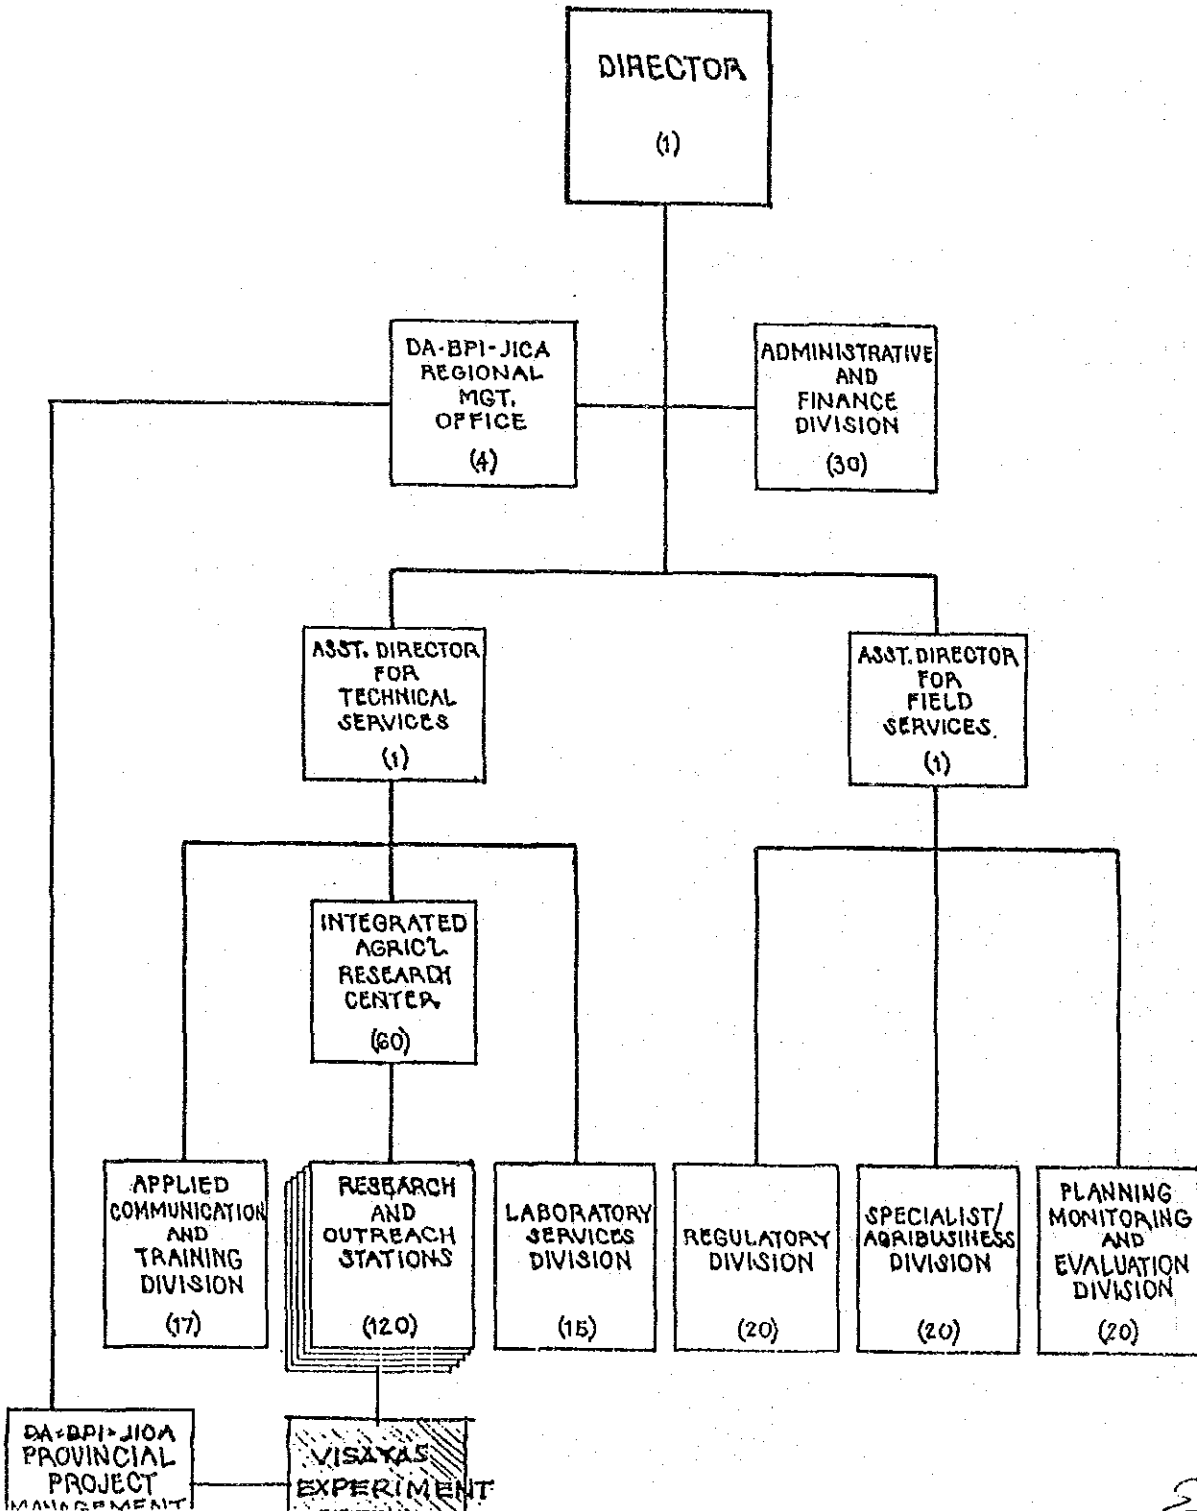 DIRECTOR
(1)
DA-BPI-JICA
REGIONAL
MGT.
OFFICE
(4)
ADMINISTRATIVE
AND
FINANCE
DIVISION
(30)
ASST. DIRECTOR
FOR
TECHNICAL
SERVICES
(1)
ASST. DIRECTOR
FOR
FIELD
SERVICES.
(1)
INTEGRATED
AGRIC'L
RESEARCH
CENTER
(60)
APPLIED
COMMUNICATION
AND
TRAINING
DIVISION
(17)
RESEARCH
AND
OUTREACH
STATIONS
(120)
LABORATORY
SERVICES
DIVISION
(15)
REGULATORY
DIVISION
(20)
SPECIALIST/
AGRIBUSINESS
DIVISION
(20)
PLANNING
MONITORING
AND
EVALUATION
DIVISION
(20)
DA-BPI-JICA
PROVINCIAL
PROJECT
MANAGEMENT
VISAYAS
EXPERIMENT